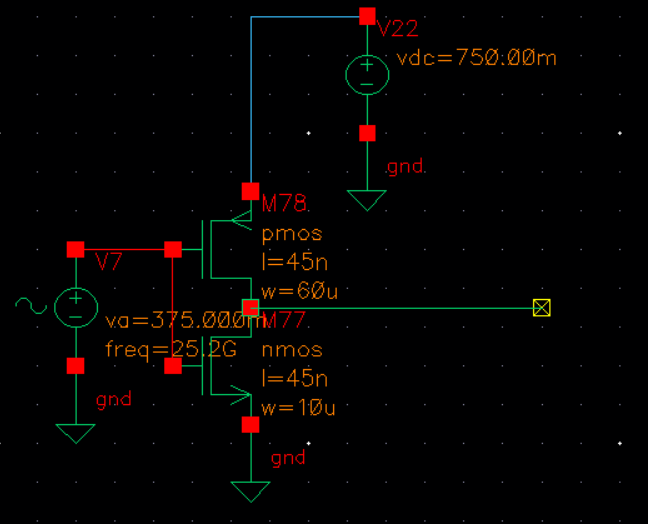 V22
vdc=750.00m
gnd
M78
pmos
l=45n
w=60u
V7
va=375.000m
freq=25.2G
M77
nmos
l=45n
w=10u
gnd
gnd